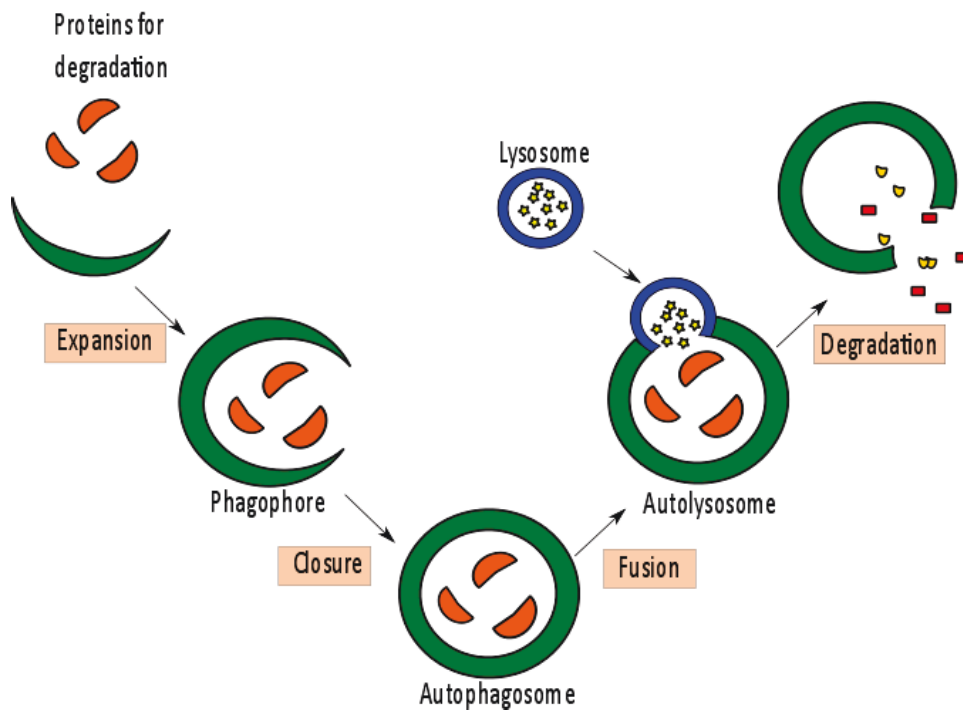 Proteins for
degradation
Lysosome
Expansion
Degradation
Phagophore
Autolysosome
Closure
Fusion
Autophagosome